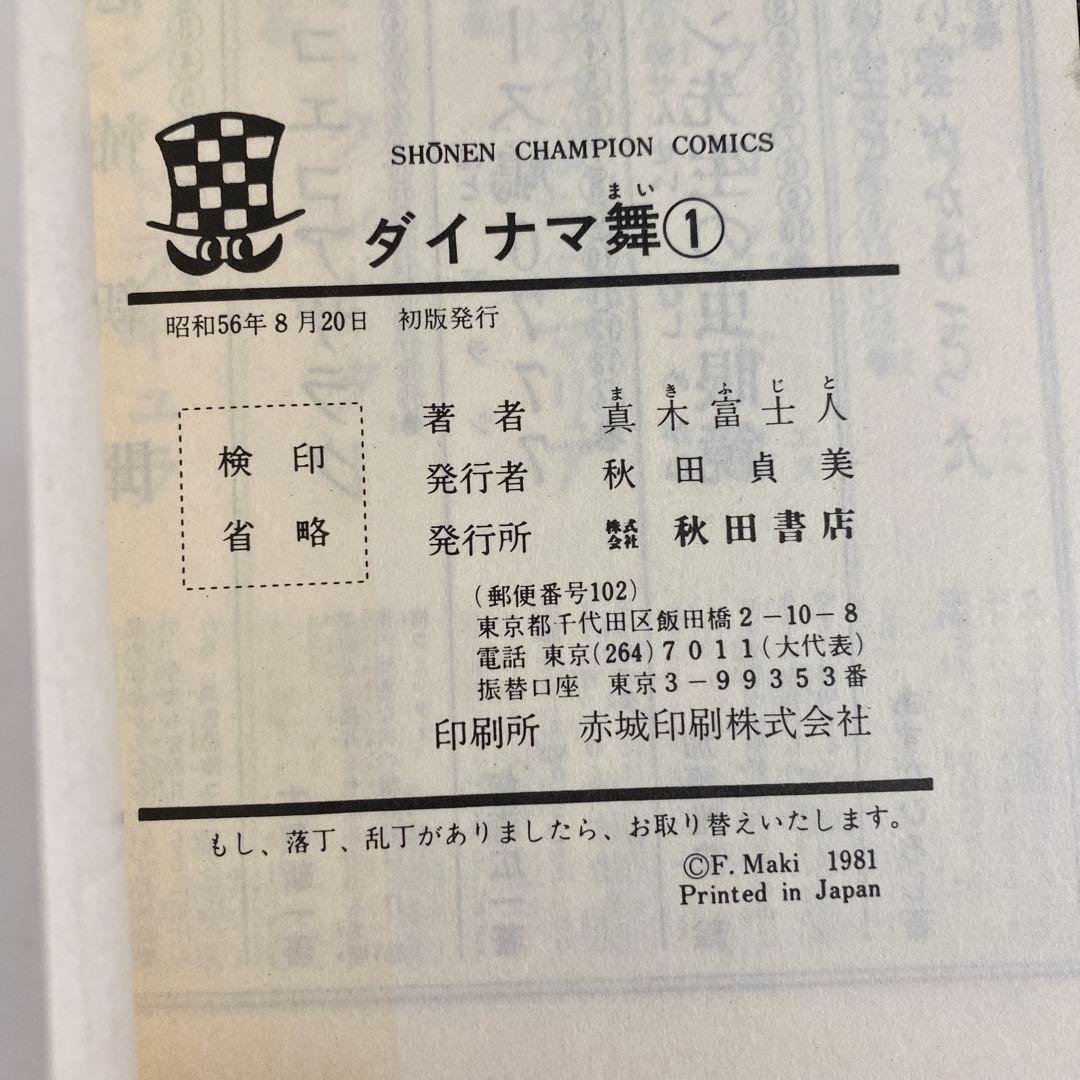 SHŌNEN CHAMPION COMICS
まい
ダイナマ舞①
昭和56年8月20日 初版発行
検印
省略
まきふじと
著者 真木富士人
発行者 秋田貞美
発行所 株式会社 秋田書店
(郵便番号102)
東京都千代田区飯田橋2-10-8
電話 東京(264)7011(大代表)
振替口座 東京3-99353番
印刷所 赤城印刷株式会社
もし、落丁、乱丁がありましたら、お取り替えいたします。
©F. Maki 1981
Printed in Japan